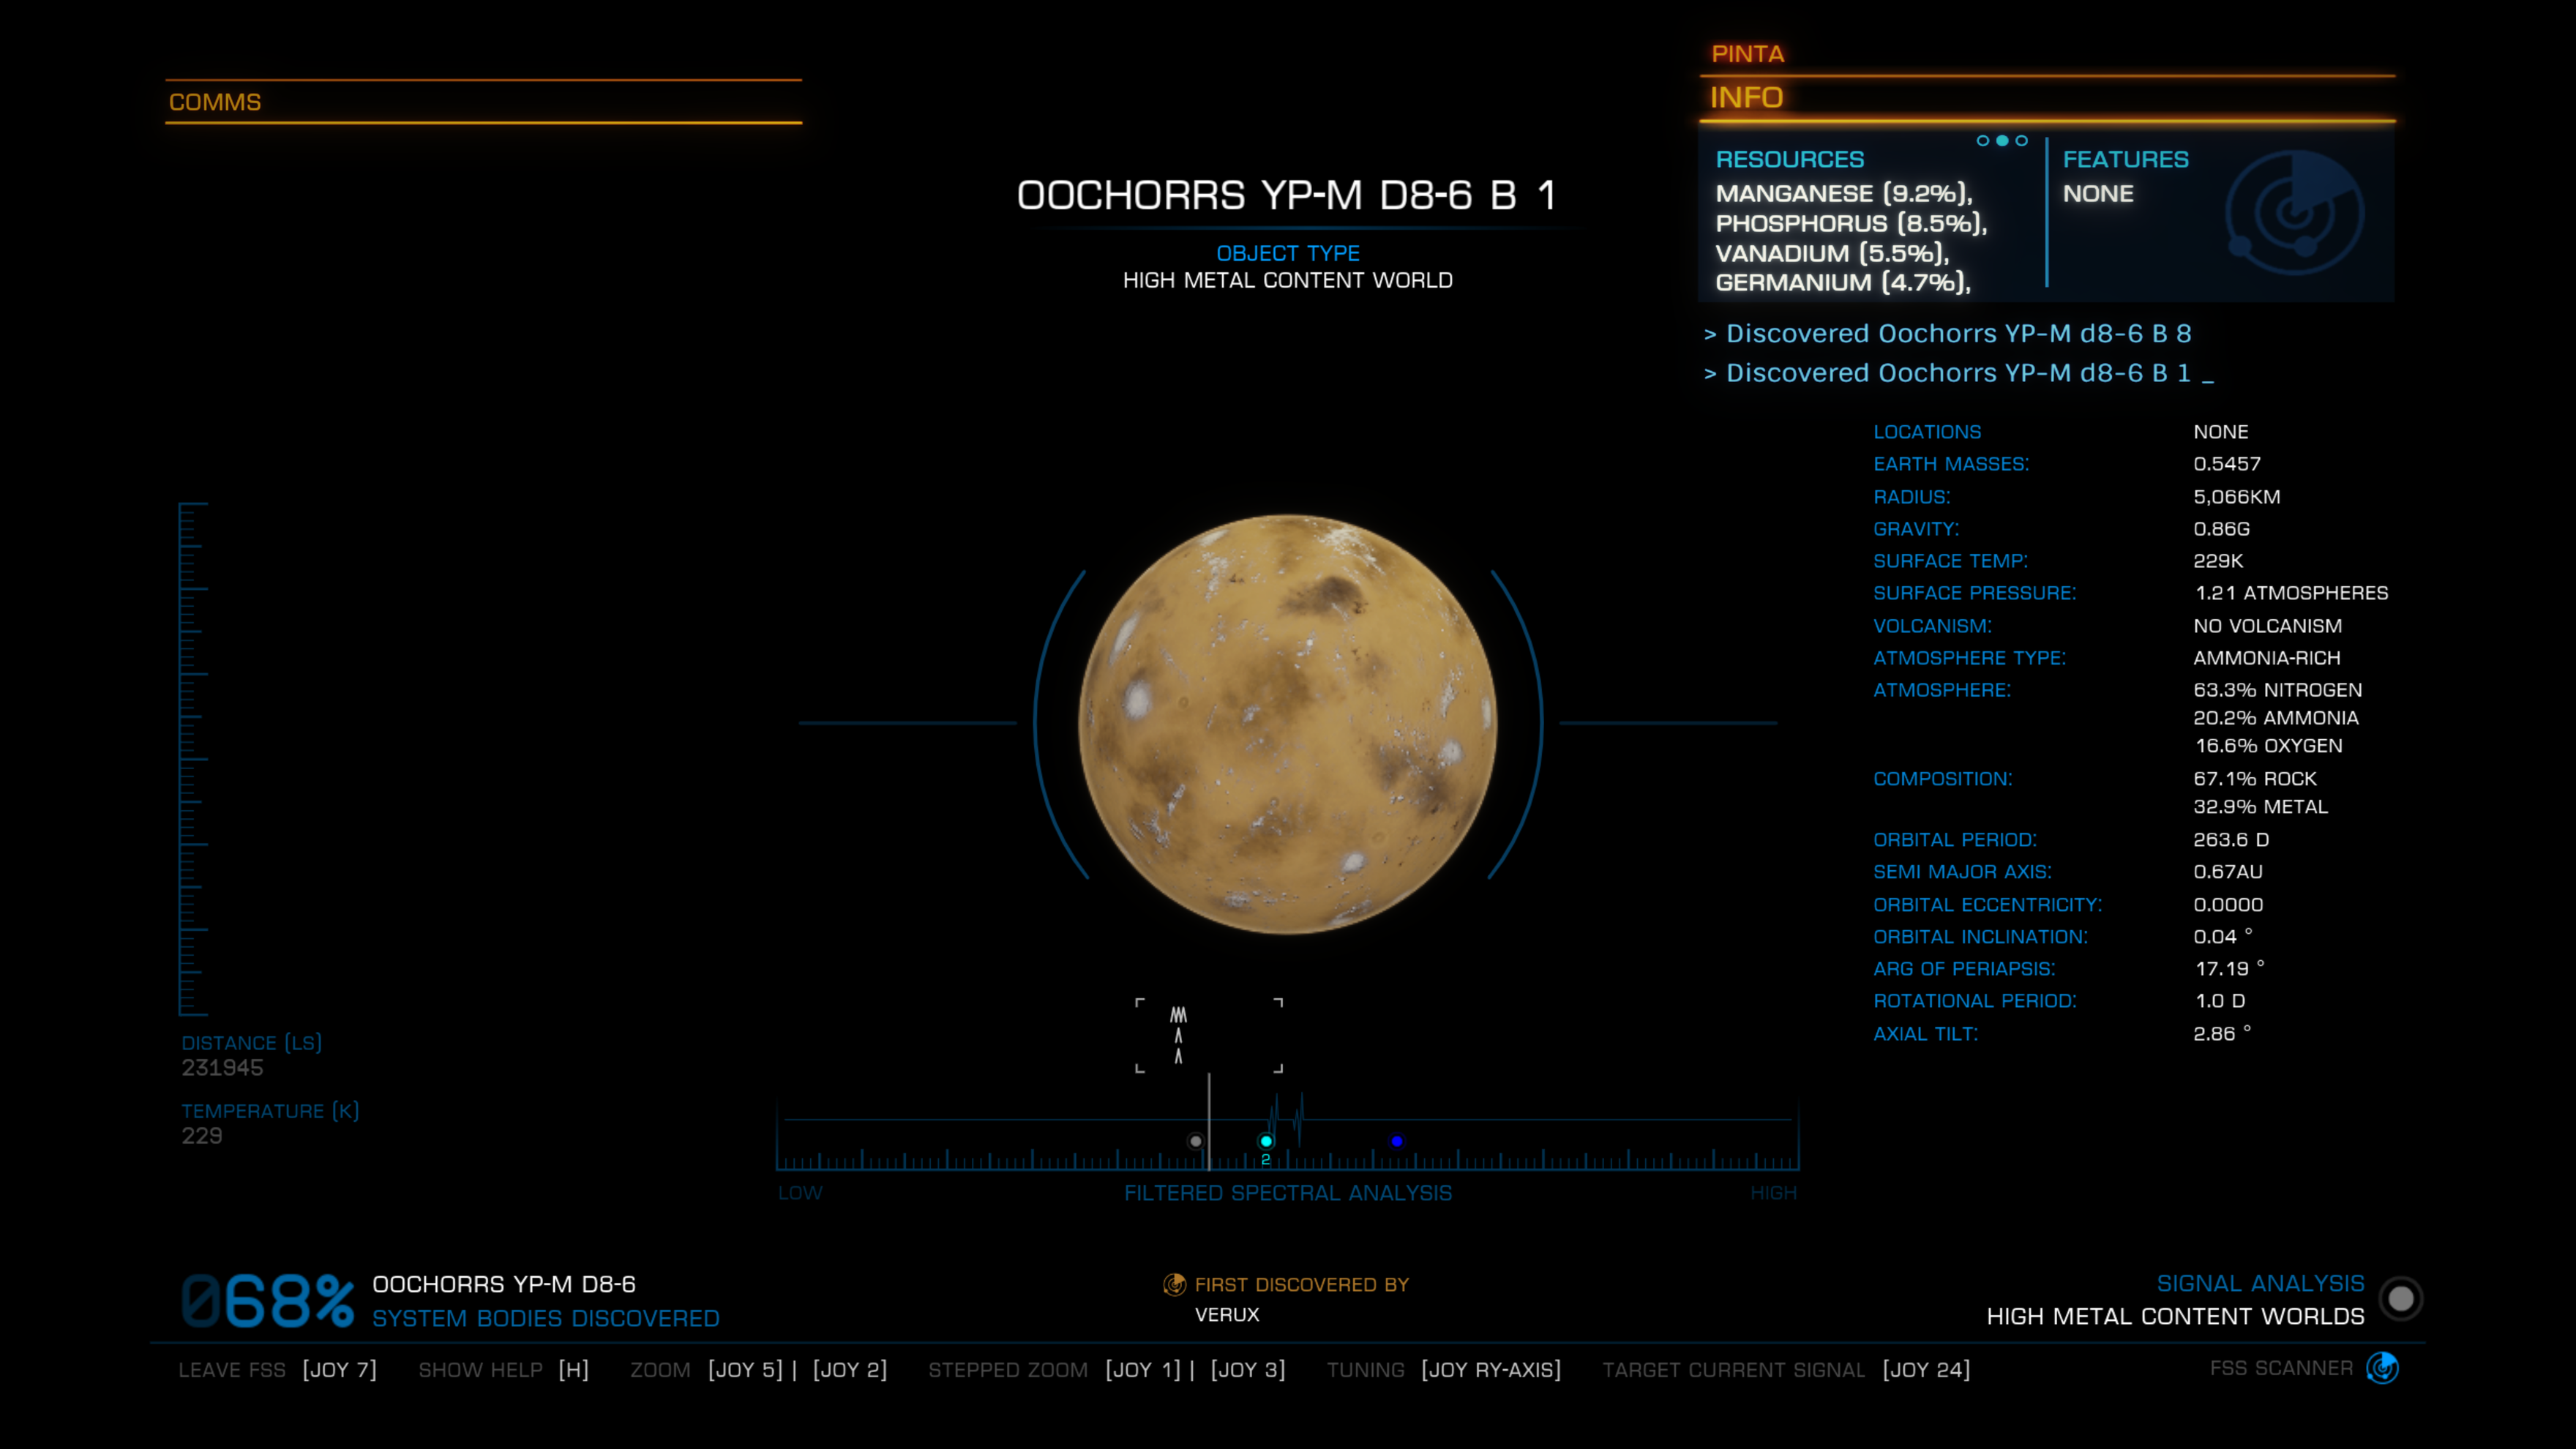 COMMS
PINTA
INFO
RESOURCES
MANGANESE (9.2%),
PHOSPHORUS (8.5%),
VANADIUM (5.5%),
GERMANIUM (4.7%),
FEATURES
NONE
OOCHORRS YP-M D8-6 B 1
OBJECT TYPE
HIGH METAL CONTENT WORLD
> Discovered Oochorrs YP-M d8-6 B 8
> Discovered Oochorrs YP-M d8-6 B 1 _
LOCATIONS NONE
EARTH MASSES: 0.5457
RADIUS: 5,066KM
GRAVITY: 0.86G
SURFACE TEMP: 229K
SURFACE PRESSURE: 1.21 ATMOSPHERES
VOLCANISM: NO VOLCANISM
ATMOSPHERE TYPE: AMMONIA-RICH
ATMOSPHERE: 63.3% NITROGEN
20.2% AMMONIA
16.6% OXYGEN
COMPOSITION: 67.1% ROCK
32.9% METAL
ORBITAL PERIOD: 263.6 D
SEMI MAJOR AXIS: 0.67AU
ORBITAL ECCENTRICITY: 0.0000
ORBITAL INCLINATION: 0.04 °
ARG OF PERIAPSIS: 17.19 °
ROTATIONAL PERIOD: 1.0 D
AXIAL TILT: 2.86 °
DISTANCE (LS)
231945
TEMPERATURE (K)
229
2
LOW FILTERED SPECTRAL ANALYSIS HIGH
068%
OOCHORRS YP-M D8-6
SYSTEM BODIES DISCOVERED
FIRST DISCOVERED BY
VERUX
SIGNAL ANALYSIS
HIGH METAL CONTENT WORLDS
LEAVE FSS [JOY 7] SHOW HELP [H] ZOOM [JOY 5] | [JOY 2] STEPPED ZOOM [JOY 1] | [JOY 3] TUNING [JOY RY-AXIS] TARGET CURRENT SIGNAL [JOY 24] FSS SCANNER